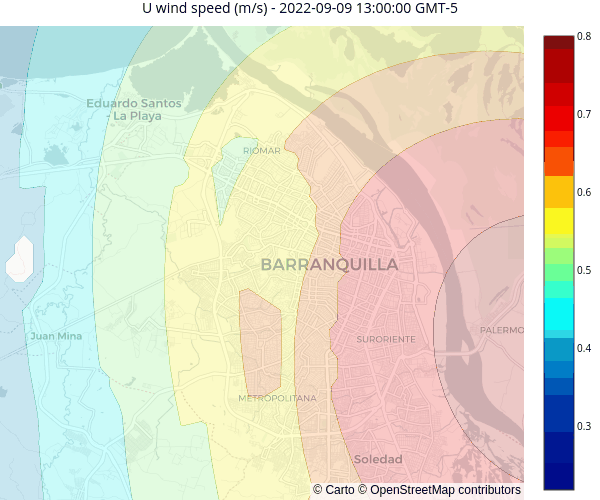 U wind speed (m/s) - 2022-09-09 13:00:00 GMT-5
0.8
Eduardo Santos
- La Playa
0.7
RIOMAR
0.6
BARRANQUILLA
0.5
Juan Mina
SURORIENTE
PALERMO
0.4
METROPOLITANA
0.3
Soledad
© Carto © OpenStreetMap contributors